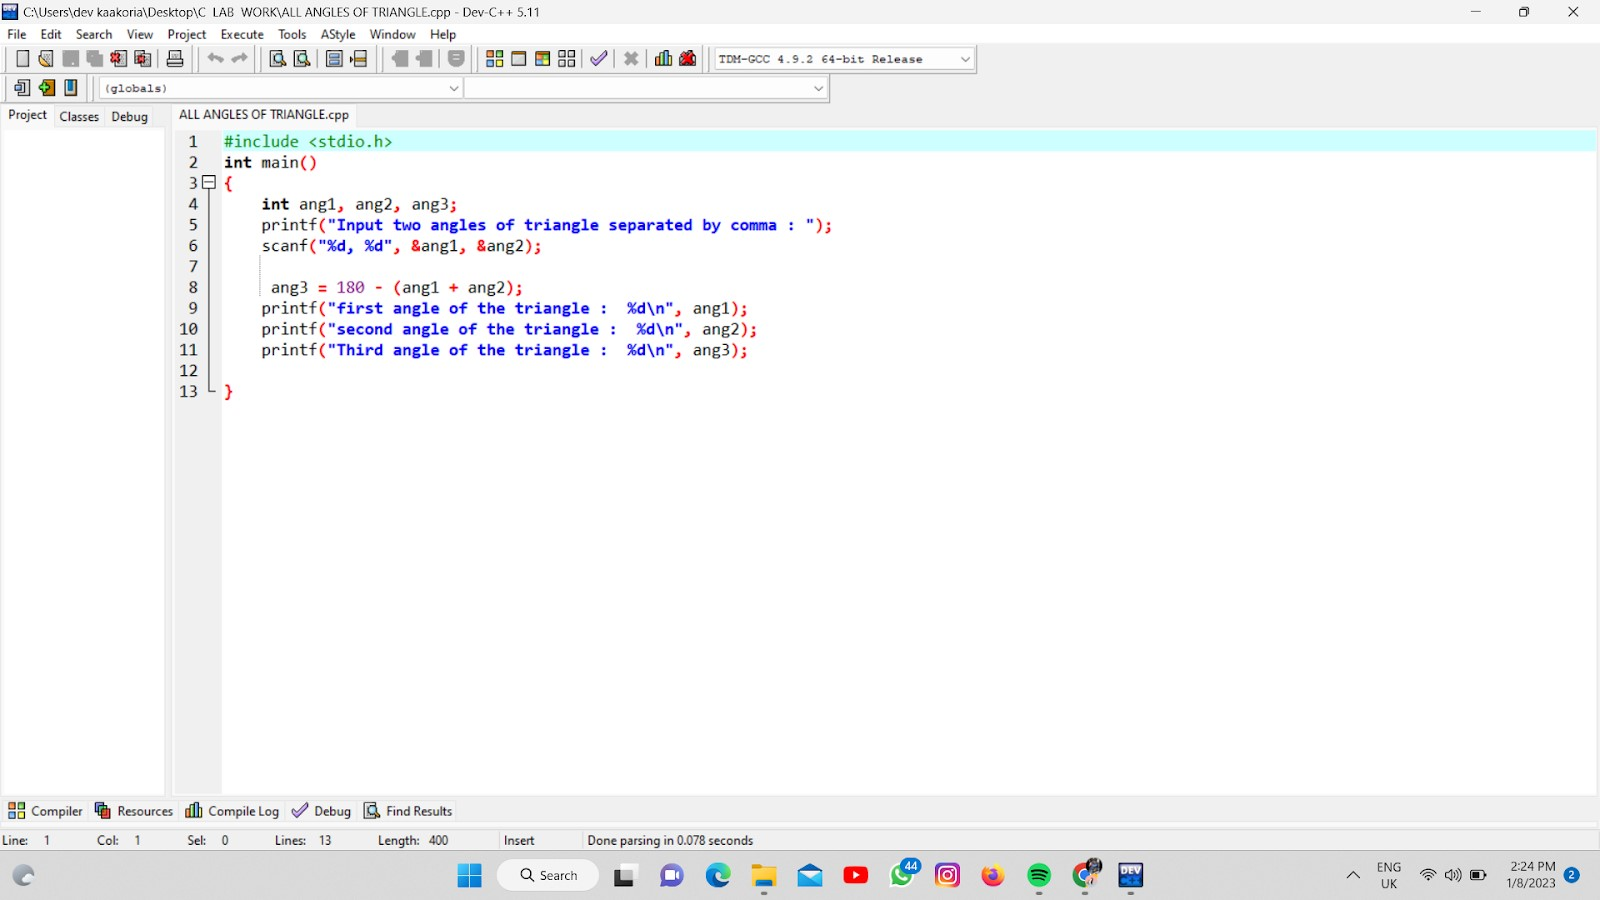 C:\Users\dev kaakoria\Desktop\C  LAB  WORK\ALL ANGLES OF TRIANGLE.cpp - Dev-C++ 5.11
File Edit Search View Project Execute Tools AStyle Window Help
TDM-GCC 4.9.2 64-bit Release
(globals)
Project Classes Debug ALL ANGLES OF TRIANGLE.cpp
1 #include <stdio.h>
2 int main()
3 {
4     int ang1, ang2, ang3;
5     printf("Input two angles of triangle separated by comma : ");
6     scanf("%d, %d", &ang1, &ang2);
7
8      ang3 = 180 - (ang1 + ang2);
9     printf("first angle of the triangle :  %d\n", ang1);
10     printf("second angle of the triangle :  %d\n", ang2);
11     printf("Third angle of the triangle :  %d\n", ang3);
12
13 }
Compiler Resources Compile Log Debug Find Results
Line: 1 Col: 1 Sel: 0 Lines: 13 Length: 400 Insert Done parsing in 0.078 seconds
Search 44 DEV ENG 2:24 PM
UK 1/8/2023 2